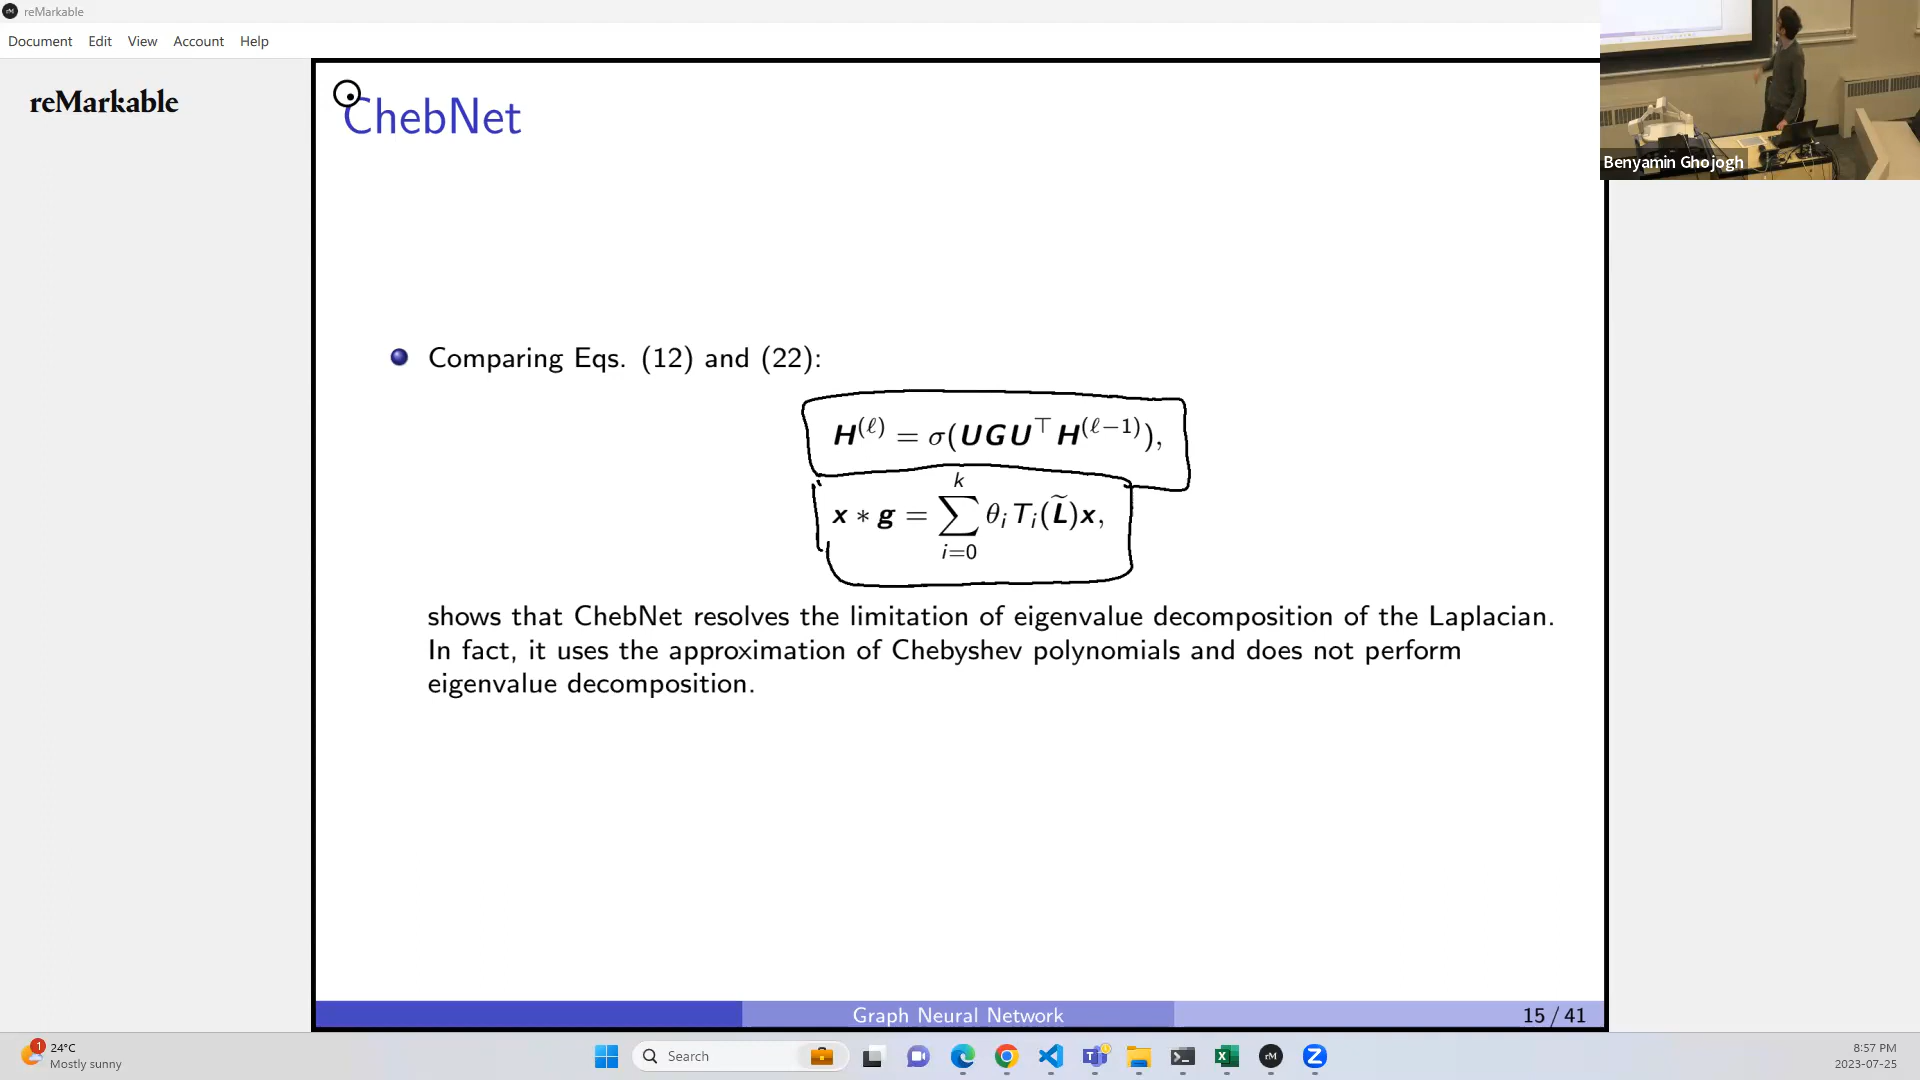 reMarkable
Document Edit View Account Help
reMarkable
ChebNet
Benyamin Ghojogh
Comparing Eqs. (12) and (22):
H^(ℓ) = σ(UGU^⊤ H^(ℓ−1)),
x ∗ g = ∑_{i=0}^{k} θ_i T_i(L̃)x,
shows that ChebNet resolves the limitation of eigenvalue decomposition of the Laplacian.
In fact, it uses the approximation of Chebyshev polynomials and does not perform
eigenvalue decomposition.
Graph Neural Network 15 / 41
1
24°C
Mostly sunny
Search
8:57 PM
2023-07-25